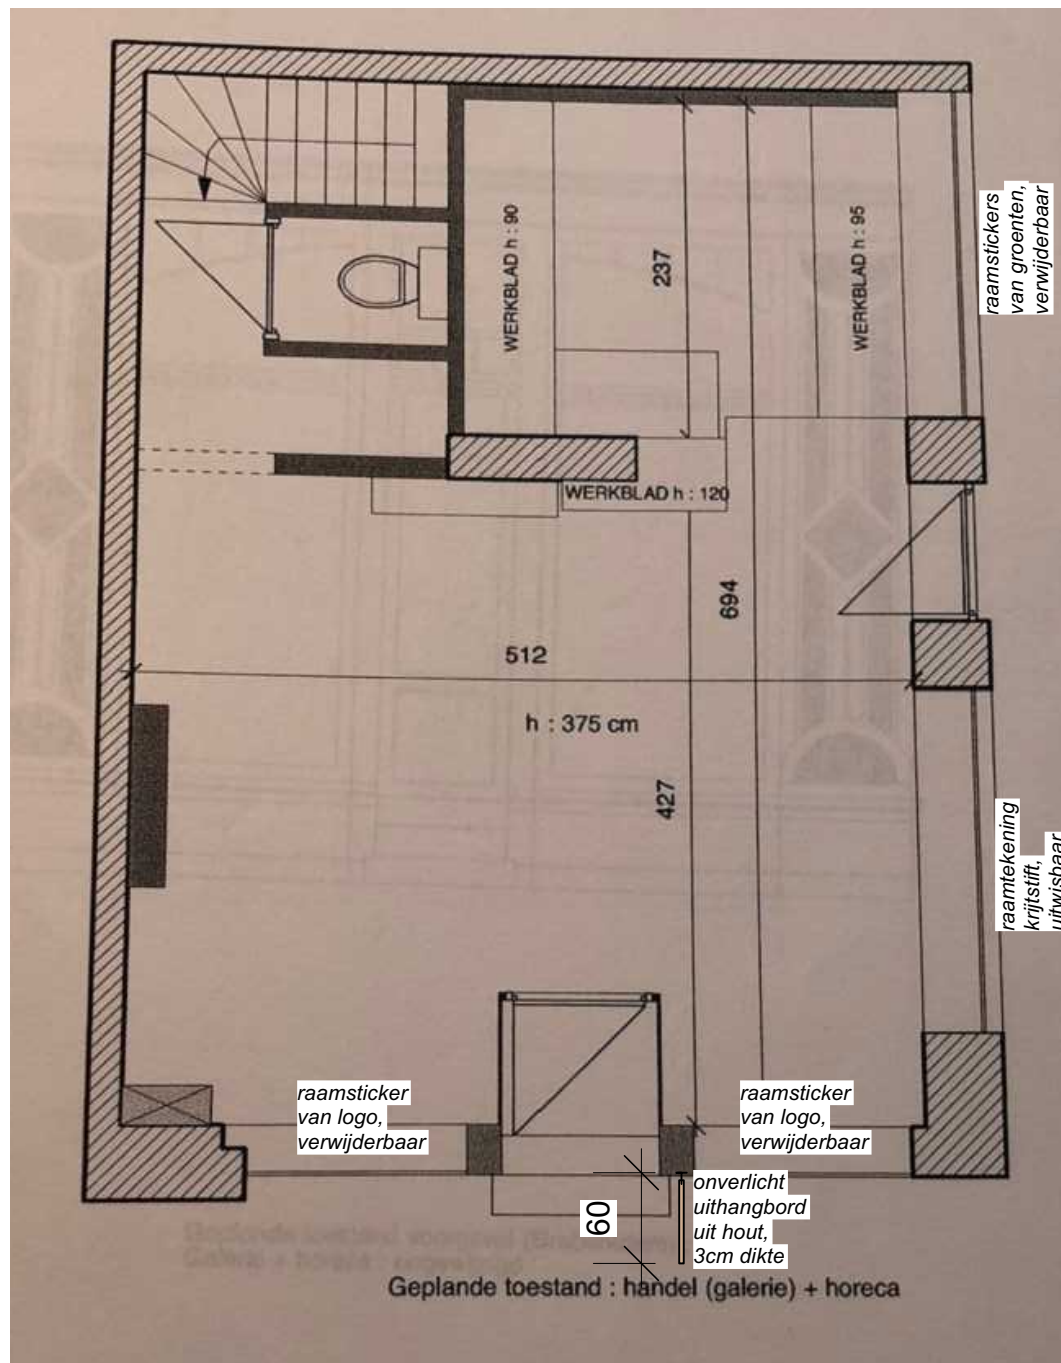 raamstickers
van groenten,
verwijderbaar
WERKBLAD h : 90
237
WERKBLAD h : 95
WERKBLAD h : 120
694
512
h : 375 cm
427
raamtekening
krijtstift,
uitwisbaar
raamsticker
van logo,
verwijderbaar
raamsticker
van logo,
verwijderbaar
60
onverlicht
uithangbord
uit hout,
3cm dikte
Geplande toestand : handel (galerie) + horeca